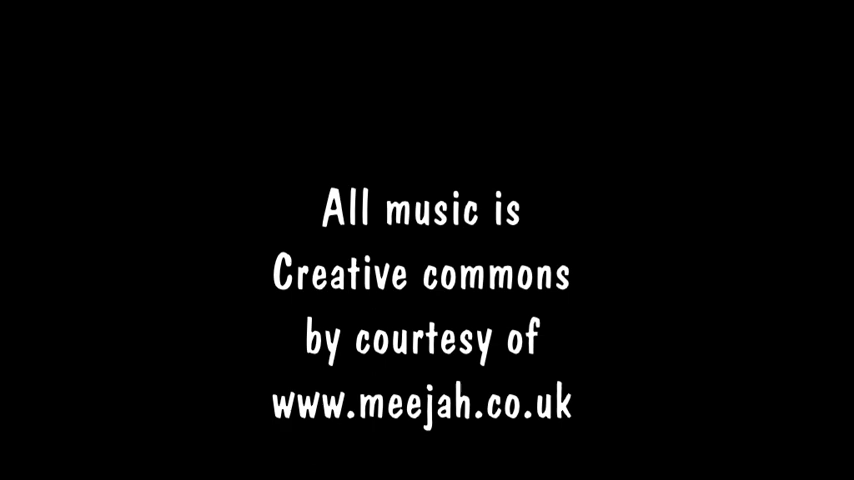 All music is
Creative commons
by courtesy of
www.meejah.co.uk